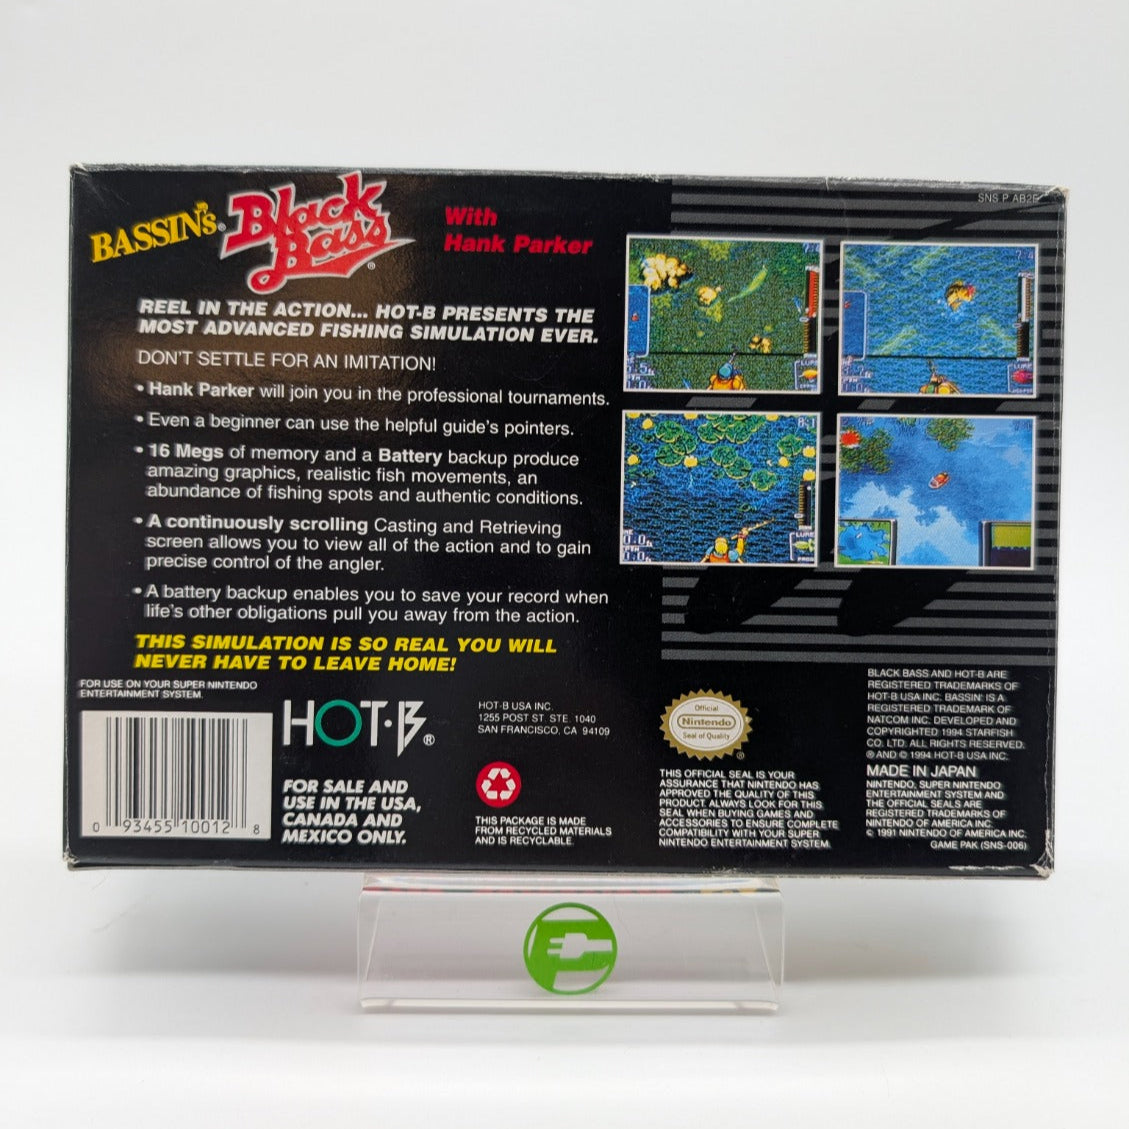 BASSIN's®
Black
Bass®
With
Hank Parker
SNS P AB2E
REEL IN THE ACTION... HOT-B PRESENTS THE
MOST ADVANCED FISHING SIMULATION EVER.
DON'T SETTLE FOR AN IMITATION!
• Hank Parker will join you in the professional tournaments.
• Even a beginner can use the helpful guide's pointers.
• 16 Megs of memory and a Battery backup produce
amazing graphics, realistic fish movements, an
abundance of fishing spots and authentic conditions.
• A continuously scrolling Casting and Retrieving
screen allows you to view all of the action and to gain
precise control of the angler.
• A battery backup enables you to save your record when
life's other obligations pull you away from the action.
THIS SIMULATION IS SO REAL YOU WILL
NEVER HAVE TO LEAVE HOME!
FOR USE ON YOUR SUPER NINTENDO
ENTERTAINMENT SYSTEM.
0 93455 10012 8
HOT·B®
FOR SALE AND
USE IN THE USA,
CANADA AND
MEXICO ONLY.
HOT-B USA INC.
1255 POST ST. STE. 1040
SAN FRANCISCO, CA 94109
THIS PACKAGE IS MADE
FROM RECYCLED MATERIALS
AND IS RECYCLABLE.
Official
Nintendo
Seal of Quality
®
THIS OFFICIAL SEAL IS YOUR
ASSURANCE THAT NINTENDO HAS
APPROVED THE QUALITY OF THIS
PRODUCT. ALWAYS LOOK FOR THIS
SEAL WHEN BUYING GAMES AND
ACCESSORIES TO ENSURE COMPLETE
COMPATIBILITY WITH YOUR SUPER
NINTENDO ENTERTAINMENT SYSTEM.
BLACK BASS AND HOT-B ARE
REGISTERED TRADEMARKS OF
HOT-B USA INC. BASSIN' IS A
REGISTERED TRADEMARK OF
NATCOM INC. DEVELOPED AND
COPYRIGHTED 1994 STARFISH
CO. LTD. ALL RIGHTS RESERVED.
® AND © 1994 HOT-B USA INC.
MADE IN JAPAN
NINTENDO, SUPER NINTENDO
ENTERTAINMENT SYSTEM AND
THE OFFICIAL SEALS ARE
REGISTERED TRADEMARKS OF
NINTENDO OF AMERICA INC.
© 1991 NINTENDO OF AMERICA INC.
GAME PAK (SNS-006)